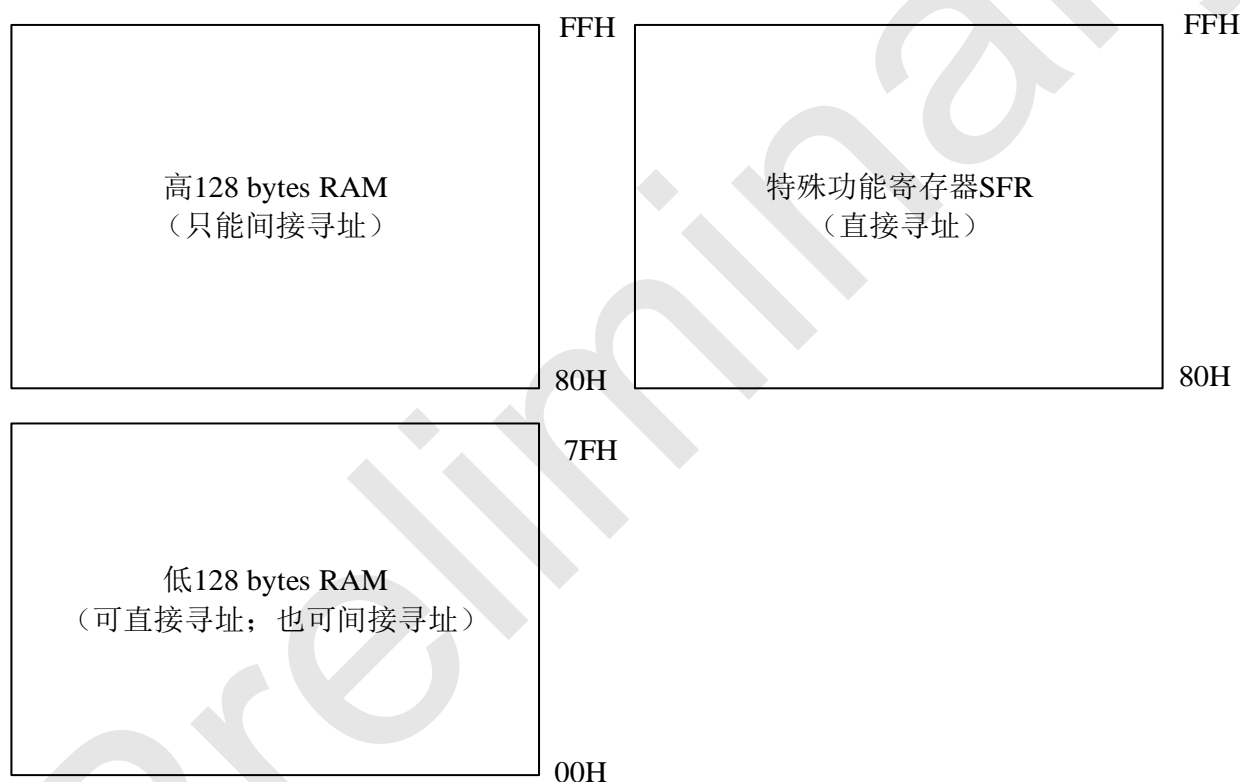 FFH
FFH
高128 bytes RAM
（只能间接寻址）
特殊功能寄存器SFR
（直接寻址）
80H
80H
7FH
低128 bytes RAM
（可直接寻址；也可间接寻址）
00H
Preliminary